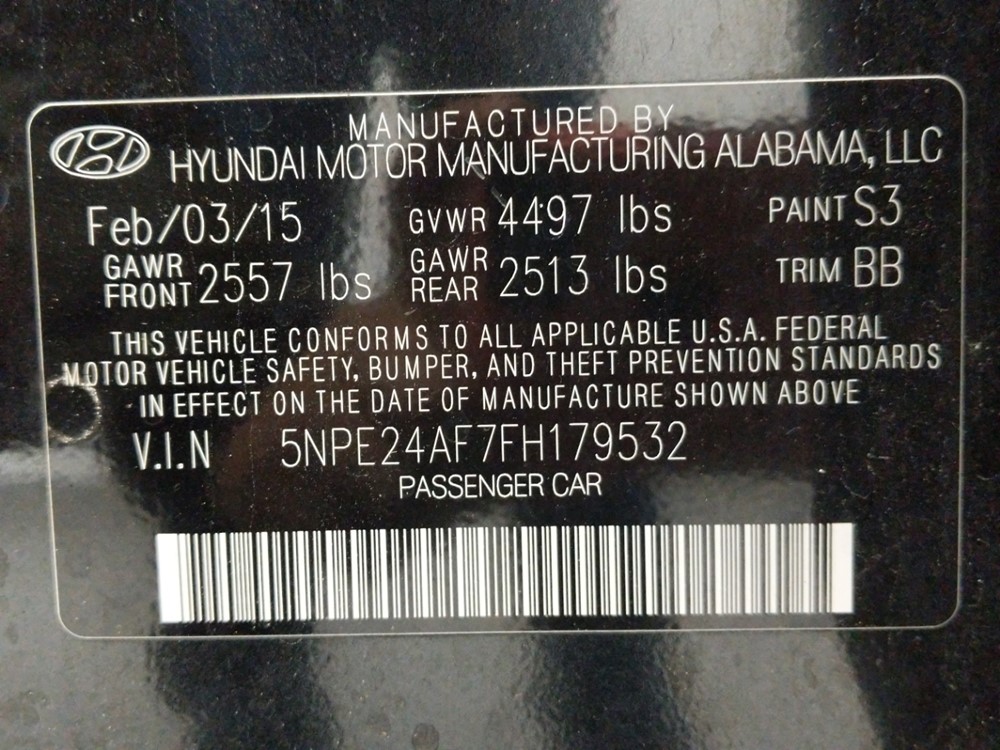 MANUFACTURED BY
HYUNDAI MOTOR MANUFACTURING ALABAMA, LLC
Feb/03/15 GVWR 4497 lbs PAINT S3
GAWR FRONT 2557 lbs GAWR REAR 2513 lbs TRIM BB
THIS VEHICLE CONFORMS TO ALL APPLICABLE U.S.A. FEDERAL
MOTOR VEHICLE SAFETY, BUMPER, AND THEFT PREVENTION STANDARDS
IN EFFECT ON THE DATE OF MANUFACTURE SHOWN ABOVE
V.I.N 5NPE24AF7FH179532
PASSENGER CAR